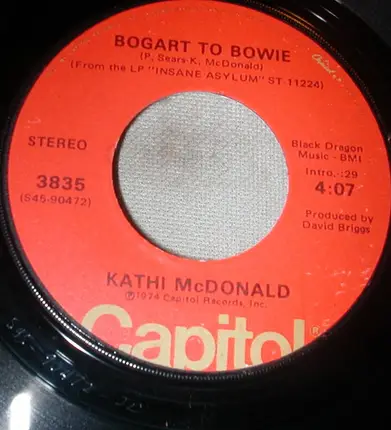 BOGART TO BOWIE
(P. Sears K. McDonald)
(From the LP "INSANE ASYLUM" ST 11224)
STEREO
3835
(S45-90472)
Black Dragon
Music - BMI
Intro.-:29
4:07
Produced by
David Briggs
KATHI McDONALD
℗1974 Capitol Records, Inc.
Capitol®